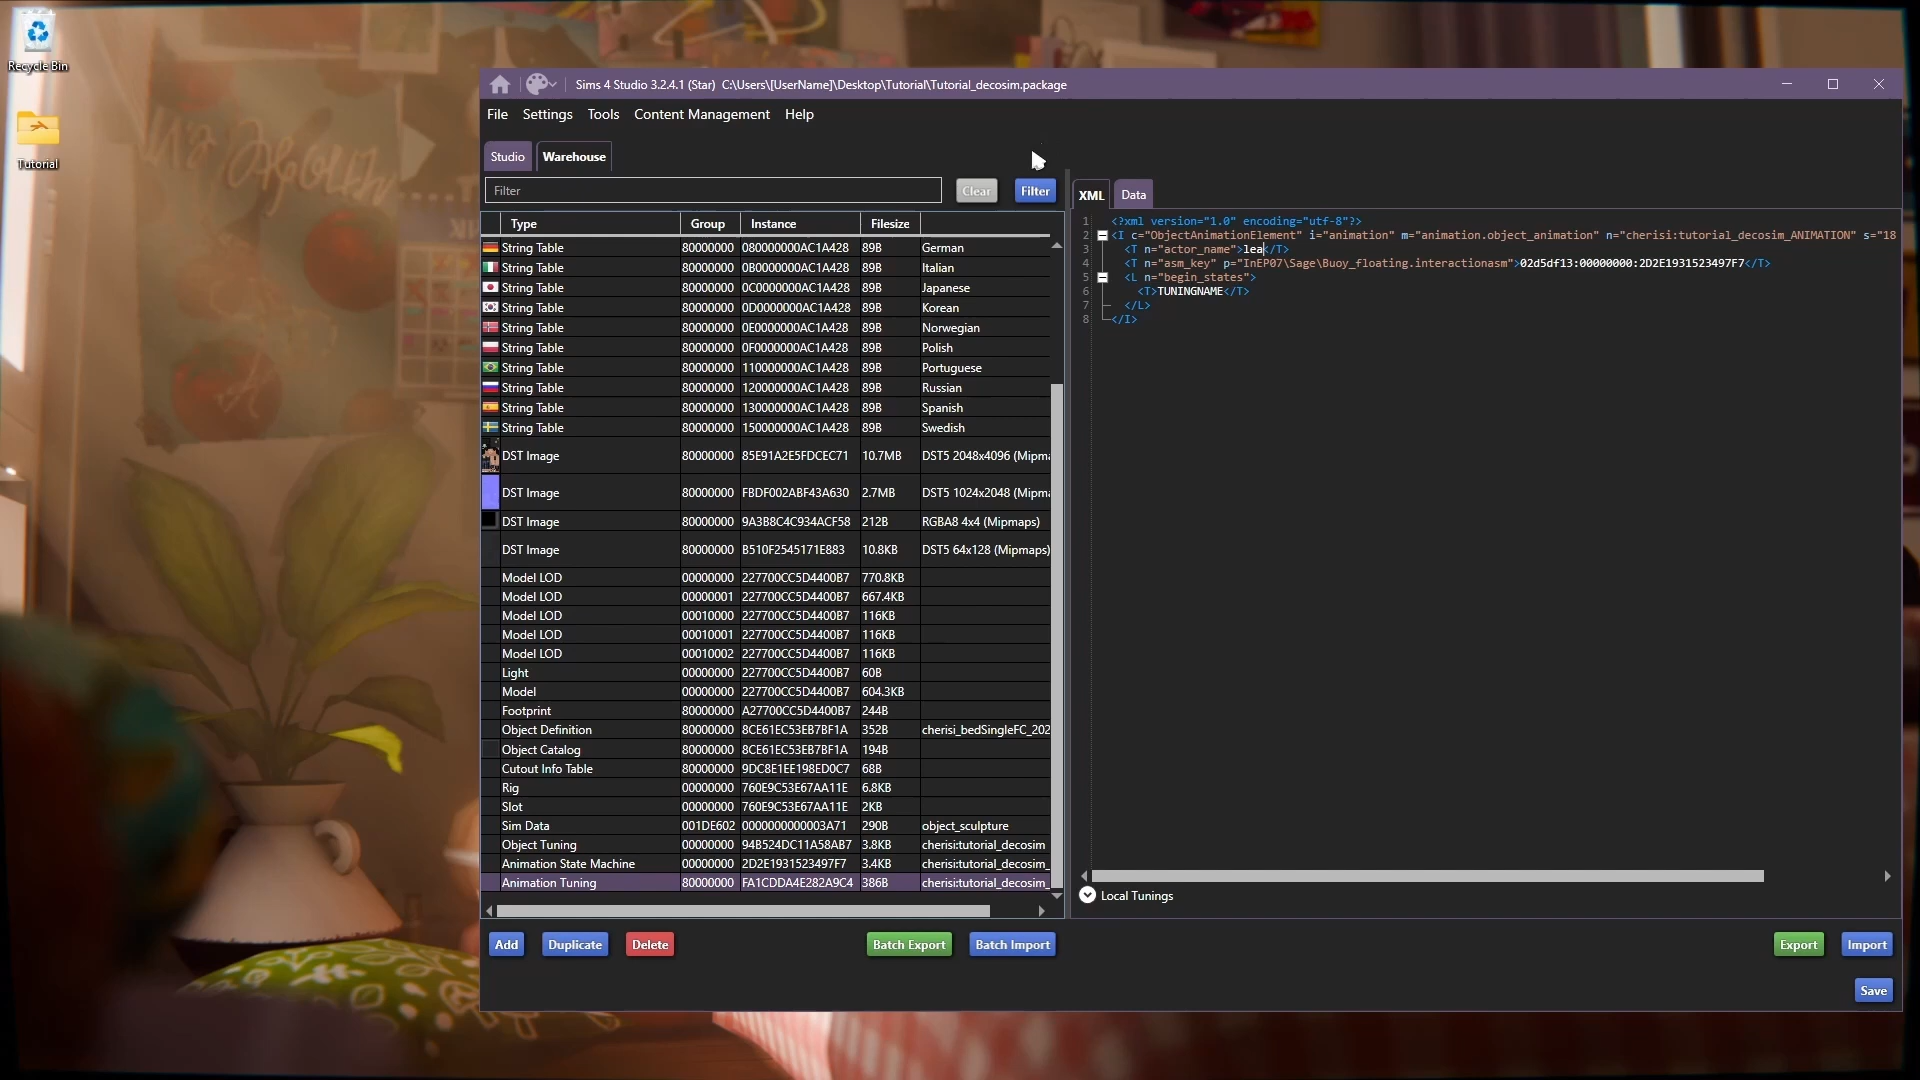 Recycle Bin
Tutorial
Sims 4 Studio 3.2.4.1 (Star) C:\Users\[UserName]\Desktop\Tutorial\Tutorial_decosim.package
File Settings Tools Content Management Help
Studio Warehouse
Filter Clear Filter
Type Group Instance Filesize
String Table 80000000 080000000AC1A428 89B German
String Table 80000000 0B0000000AC1A428 89B Italian
String Table 80000000 0C0000000AC1A428 89B Japanese
String Table 80000000 0D0000000AC1A428 89B Korean
String Table 80000000 0E0000000AC1A428 89B Norwegian
String Table 80000000 0F0000000AC1A428 89B Polish
String Table 80000000 110000000AC1A428 89B Portuguese
String Table 80000000 120000000AC1A428 89B Russian
String Table 80000000 130000000AC1A428 89B Spanish
String Table 80000000 150000000AC1A428 89B Swedish
DST Image 80000000 85E91A2E5FDCEC71 10.7MB DST5 2048x4096 (Mipma
DST Image 80000000 FBDF002ABF43A630 2.7MB DST5 1024x2048 (Mipma
DST Image 80000000 9A3B8C4C934ACF58 212B RGBA8 4x4 (Mipmaps)
DST Image 80000000 B510F2545171E883 10.8KB DST5 64x128 (Mipmaps)
Model LOD 00000000 227700CC5D4400B7 770.8KB
Model LOD 00000001 227700CC5D4400B7 667.4KB
Model LOD 00010000 227700CC5D4400B7 116KB
Model LOD 00010001 227700CC5D4400B7 116KB
Model LOD 00010002 227700CC5D4400B7 116KB
Light 00000000 227700CC5D4400B7 60B
Model 00000000 227700CC5D4400B7 604.3KB
Footprint 80000000 A27700CC5D4400B7 244B
Object Definition 80000000 8CE61EC53EB7BF1A 352B cherisi_bedSingleFC_202
Object Catalog 80000000 8CE61EC53EB7BF1A 194B
Cutout Info Table 80000000 9DC8E1EE198ED0C7 68B
Rig 00000000 760E9C53E67AA11E 6.8KB
Slot 00000000 760E9C53E67AA11E 2KB
Sim Data 001DE602 0000000000003A71 290B object_sculpture
Object Tuning 00000000 94B524DC11A58AB7 3.8KB cherisi:tutorial_decosim
Animation State Machine 00000000 2D2E1931523497F7 3.4KB cherisi:tutorial_decosim_
Animation Tuning 80000000 FA1CDDA4E282A9C4 386B cherisi:tutorial_decosim_
Add Duplicate Delete Batch Export Batch Import
XML Data
1 <?xml version="1.0" encoding="utf-8"?>
2 <I c="ObjectAnimationElement" i="animation" m="animation.object_animation" n="cherisi:tutorial_decosim_ANIMATION" s="18
3 <T n="actor_name">lea</T>
4 <T n="asm_key" p="InEP07\Sage\Buoy_floating.interactionasm">02d5df13:00000000:2D2E1931523497F7</T>
5 <L n="begin_states">
6 <T>TUNINGNAME</T>
7 </L>
8 </I>
Local Tunings
Export Import
Save